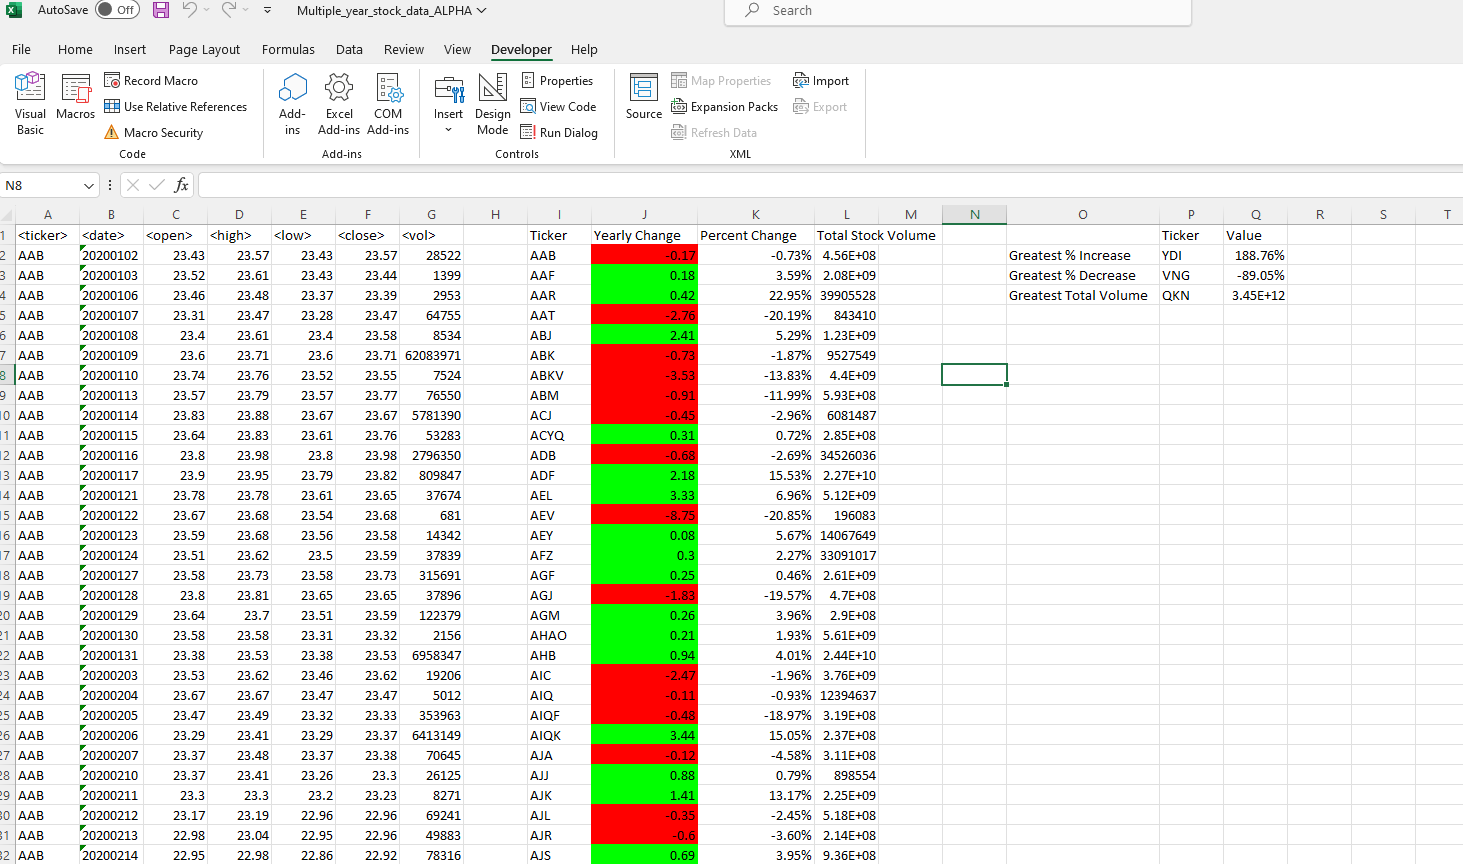 AutoSave Off Multiple_year_stock_data_ALPHA Search
File Home Insert Page Layout Formulas Data Review View Developer Help
Visual Basic
Macros
Record Macro
Use Relative References
Macro Security
Code
Add-ins
Excel Add-ins
COM Add-ins
Add-ins
Insert
Design Mode
Properties
View Code
Run Dialog
Controls
Source
Map Properties
Expansion Packs
Refresh Data
Import
Export
XML
N8 fx
A B C D E F G H I J K L M N O P Q R S T
1 <ticker> <date> <open> <high> <low> <close> <vol> Ticker Yearly Change Percent Change Total Stock Volume Ticker Value
2 AAB 20200102 23.43 23.57 23.43 23.57 28522 AAB -0.17 -0.73% 4.56E+08 Greatest % Increase YDI 188.76%
3 AAB 20200103 23.52 23.61 23.43 23.44 1399 AAF 0.18 3.59% 2.08E+09 Greatest % Decrease VNG -89.05%
4 AAB 20200106 23.46 23.48 23.37 23.39 2953 AAR 0.42 22.95% 39905528 Greatest Total Volume QKN 3.45E+12
5 AAB 20200107 23.31 23.47 23.28 23.47 64755 AAT -2.76 -20.19% 843410
6 AAB 20200108 23.4 23.61 23.4 23.58 8534 ABJ 2.41 5.29% 1.23E+09
7 AAB 20200109 23.6 23.71 23.6 23.71 62083971 ABK -0.73 -1.87% 9527549
8 AAB 20200110 23.74 23.76 23.52 23.55 7524 ABKV -3.53 -13.83% 4.4E+09
9 AAB 20200113 23.57 23.79 23.57 23.77 76550 ABM -0.91 -11.99% 5.93E+08
10 AAB 20200114 23.83 23.88 23.67 23.67 5781390 ACJ -0.45 -2.96% 6081487
11 AAB 20200115 23.64 23.83 23.61 23.76 53283 ACYQ 0.31 0.72% 2.85E+08
12 AAB 20200116 23.8 23.98 23.8 23.98 2796350 ADB -0.68 -2.69% 34526036
13 AAB 20200117 23.9 23.95 23.79 23.82 809847 ADF 2.18 15.53% 2.27E+10
14 AAB 20200121 23.78 23.78 23.61 23.65 37674 AEL 3.33 6.96% 5.12E+09
15 AAB 20200122 23.67 23.68 23.54 23.68 681 AEV -8.75 -20.85% 196083
16 AAB 20200123 23.59 23.68 23.56 23.58 14342 AEY 0.08 5.67% 14067649
17 AAB 20200124 23.51 23.62 23.5 23.59 37839 AFZ 0.3 2.27% 33091017
18 AAB 20200127 23.58 23.73 23.58 23.73 315691 AGF 0.25 0.46% 2.61E+09
19 AAB 20200128 23.8 23.81 23.65 23.65 37896 AGJ -1.83 -19.57% 4.7E+08
20 AAB 20200129 23.64 23.7 23.51 23.59 122379 AGM 0.26 3.96% 2.9E+08
21 AAB 20200130 23.58 23.58 23.31 23.32 2156 AHAO 0.21 1.93% 5.61E+09
22 AAB 20200131 23.38 23.53 23.38 23.53 6958347 AHB 0.94 4.01% 2.44E+10
23 AAB 20200203 23.53 23.62 23.46 23.62 19206 AIC -2.47 -1.96% 3.76E+09
24 AAB 20200204 23.67 23.67 23.47 23.47 5012 AIQ -0.11 -0.93% 12394637
25 AAB 20200205 23.47 23.49 23.32 23.33 353963 AIQF -0.48 -18.97% 3.19E+08
26 AAB 20200206 23.29 23.41 23.29 23.37 6413149 AIQK 3.44 15.05% 2.37E+08
27 AAB 20200207 23.37 23.48 23.37 23.38 70645 AJA -0.12 -4.58% 3.11E+08
28 AAB 20200210 23.37 23.41 23.26 23.3 26125 AJJ 0.88 0.79% 898554
29 AAB 20200211 23.3 23.3 23.2 23.23 8271 AJK 1.41 13.17% 2.25E+09
30 AAB 20200212 23.17 23.19 22.96 22.96 69241 AJL -0.35 -2.45% 5.18E+08
31 AAB 20200213 22.98 23.04 22.95 22.96 49883 AJR -0.6 -3.60% 2.14E+08
32 AAB 20200214 22.95 22.98 22.86 22.92 78316 AJS 0.69 3.95% 9.36E+08